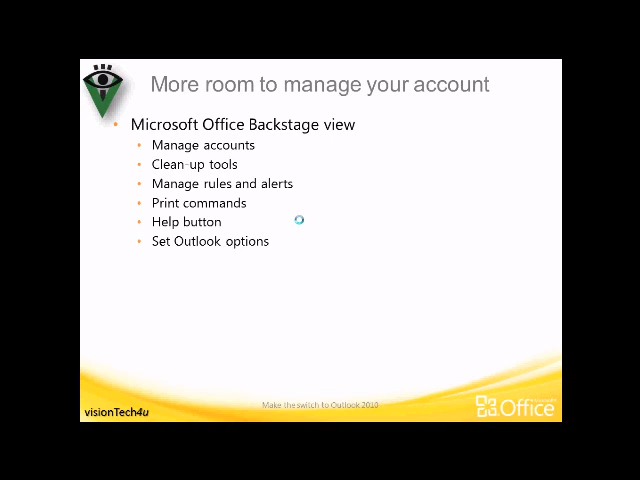 More room to manage your account
• Microsoft Office Backstage view
• Manage accounts
• Clean-up tools
• Manage rules and alerts
• Print commands
• Help button
• Set Outlook options
Make the switch to Outlook 2010
visionTech4u
Office